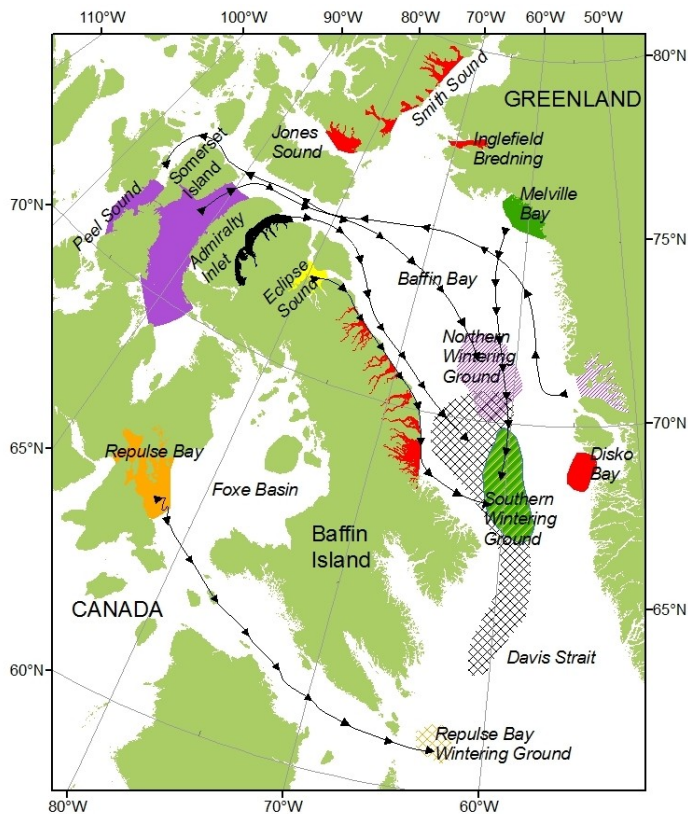 110°W
100°W
90°W
80°W
70°W
60°W
50°W
80°N
GREENLAND
Smith Sound
Jones
Sound
Inglefield
Bredning
Somerset
Island
Melville
Bay
70°N
Peel Sound
75°N
Admiralty
Inlet
Eclipse
Sound
Baffin Bay
Northern
Wintering
Ground
70°N
65°N
Repulse Bay
Disko
Bay
Foxe Basin
Southern
Wintering
Ground
Baffin
Island
CANADA
65°N
Davis Strait
60°N
Repulse Bay
Wintering Ground
80°W
70°W
60°W